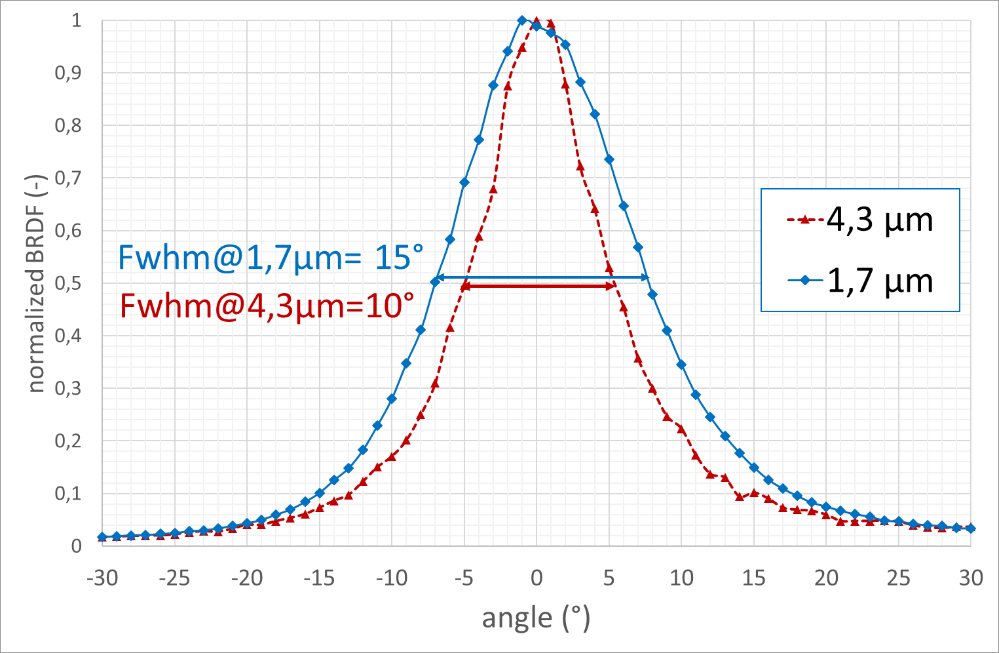 normalized BRDF (-)
1
0,9
0,8
0,7
0,6
0,5
0,4
0,3
0,2
0,1
0
Fwhm@1,7µm= 15°
Fwhm@4,3µm=10°
4,3 µm
1,7 µm
-30 -25 -20 -15 -10 -5 0 5 10 15 20 25 30
angle (°)